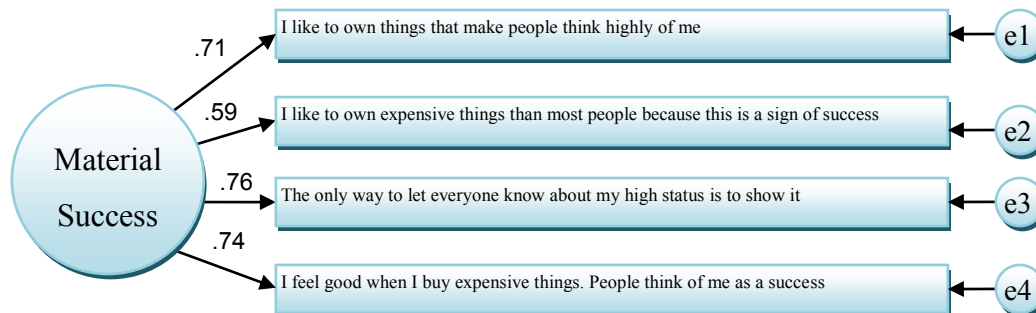 I like to own things that make people think highly of me
e1
.71
I like to own expensive things than most people because this is a sign of success
e2
.59
Material
Success
The only way to let everyone know about my high status is to show it
e3
.76
I feel good when I buy expensive things. People think of me as a success
e4
.74